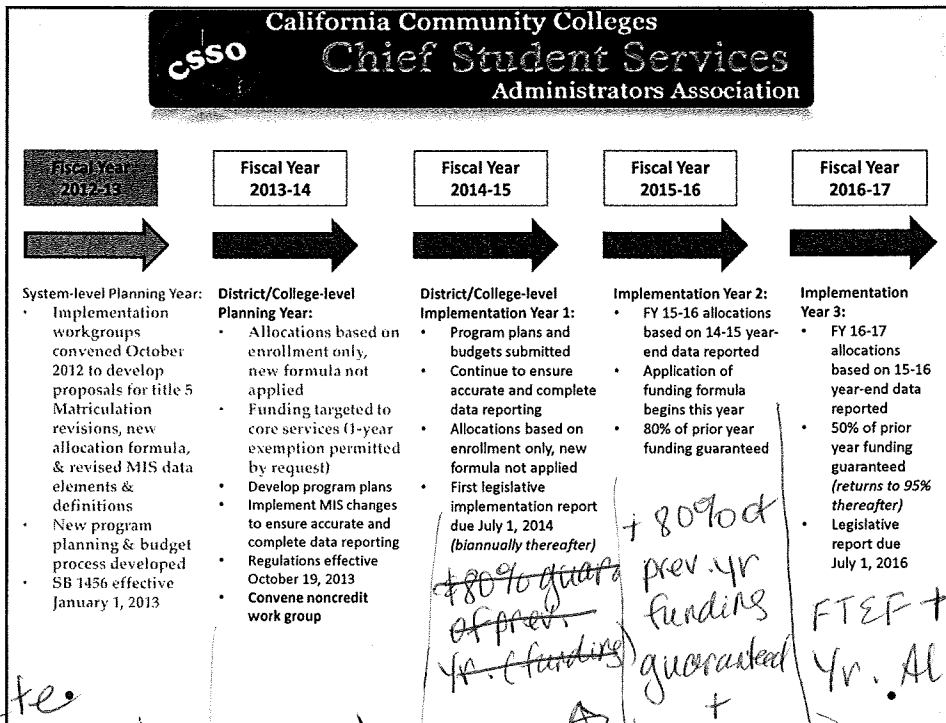 California Community Colleges
CSSO
Chief Student Services
Administrators Association
Fiscal Year
2012-13
Fiscal Year
2013-14
Fiscal Year
2014-15
Fiscal Year
2015-16
Fiscal Year
2016-17
System-level Planning Year:
• Implementation
workgroups
convened October
2012 to develop
proposals for title 5
Matriculation
revisions, new
allocation formula,
& revised MIS data
elements &
definitions
• New program
planning & budget
process developed
• SB 1456 effective
January 1, 2013
District/College-level
Planning Year:
• Allocations based on
enrollment only,
new formula not
applied
• Funding targeted to
core services (1-year
exemption permitted
by request)
• Develop program plans
• Implement MIS changes
to ensure accurate and
complete data reporting
• Regulations effective
October 19, 2013
• Convene noncredit
work group
District/College-level
Implementation Year 1:
• Program plans and
budgets submitted
• Continue to ensure
accurate and complete
data reporting
• Allocations based on
enrollment only, new
formula not applied
• First legislative
implementation report
due July 1, 2014
(biannually thereafter)
+80% guara
of prev.
yr. (funding)
Implementation Year 2:
• FY 15-16 allocations
based on 14-15 year-
end data reported
• Application of
funding formula
begins this year
• 80% of prior year
funding guaranteed
+ 80% of
prev. yr
funding
guaranteed
+
Implementation
Year 3:
• FY 16-17
allocations
based on 15-16
year-end data
reported
• 50% of prior
year funding
guaranteed
(returns to 95%
thereafter)
• Legislative
report due
July 1, 2016
FTEF +
Yr. Al
te